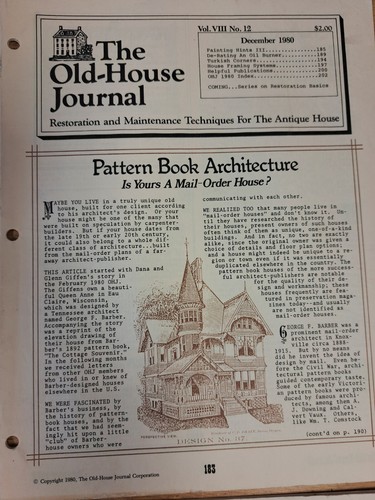 The
Old-House
Journal
Vol. VIII No. 12
$2.00
December 1980
Painting Hints III.................185
De-Rating An Oil Burner............189
Turkish Corners....................194
House Framing Systems..............197
Helpful Publications...............200
OHJ 1980 Index.....................202
COMING...Series on Restoration Basics
Restoration and Maintenance Techniques For The Antique House
Pattern Book Architecture
Is Yours A Mail-Order House?
MAYBE YOU LIVE in a truly unique old
house, built for one client according
to his architect's design. Or your
house might be one of the many that
were built on speculation by carpenter-
builders. But if your house dates from
the late 19th or early 20th century,
it could also belong to a whole dif-
ferent class of architecture...built
from the mail-order plans of a far-
away architect-publisher.
THIS ARTICLE started with Dana and
Glenn Giffen's story in
the February 1980 OHJ.
The Giffens own a beauti-
ful Queen Anne in Eau
Claire, Wisconsin,
which was designed by
a Tennessee architect
named George F. Barber.
Accompanying the story
was a reprint of the
elevation drawing of
their house from Bar-
ber's 1891 pattern book,
"The Cottage Souvenir."
In the following months
we received letters
from other OHJ members
who lived in or knew of
Barber-designed houses
elsewhere in the U.S.
WE WERE FASCINATED by
Barber's business, by
the history of pattern-
book houses, and by the
fact that we had seem-
ingly hit upon a little
"club" of Barber-
house owners who were
communicating with each other.
WE REALIZED TOO that many people live in
"mail-order houses" and don't know it. Un-
til they have researched the history of
their houses, present owners of such houses
often think of them as unique, one-of-a-kind
buildings. And in fact, no two are exactly
alike, since the original owner was given a
choice of details and floor plan options;
and a house might indeed be unique in a re-
gion or town even if it was essentially
duplicated elsewhere in the country. The
pattern book houses of the more success-
ful architect-publishers are notable
for the quality of their de-
sign and workmanship; these
houses frequently are fea-
tured in preservation maga-
zines today--and usually
are not identified as
mail-order houses.
GEORGE F. BARBER was a
prominent mail-order
architect in Knox-
ville circa 1888-
1915. Nor by any means
did he invent the idea of
design by mail. Even be-
fore the Civil War, archi-
tectural pattern books
guided contemporary taste.
Some of the early Victori-
an pattern books were pro-
duced by famous archi-
tects, among them A.
J. Downing and Cal-
vert Vaux. Others,
like Wm. T. Comstock
(cont'd on p. 190)
DESIGN No. 37.
183
© Copyright 1980, The Old-House Journal Corporation